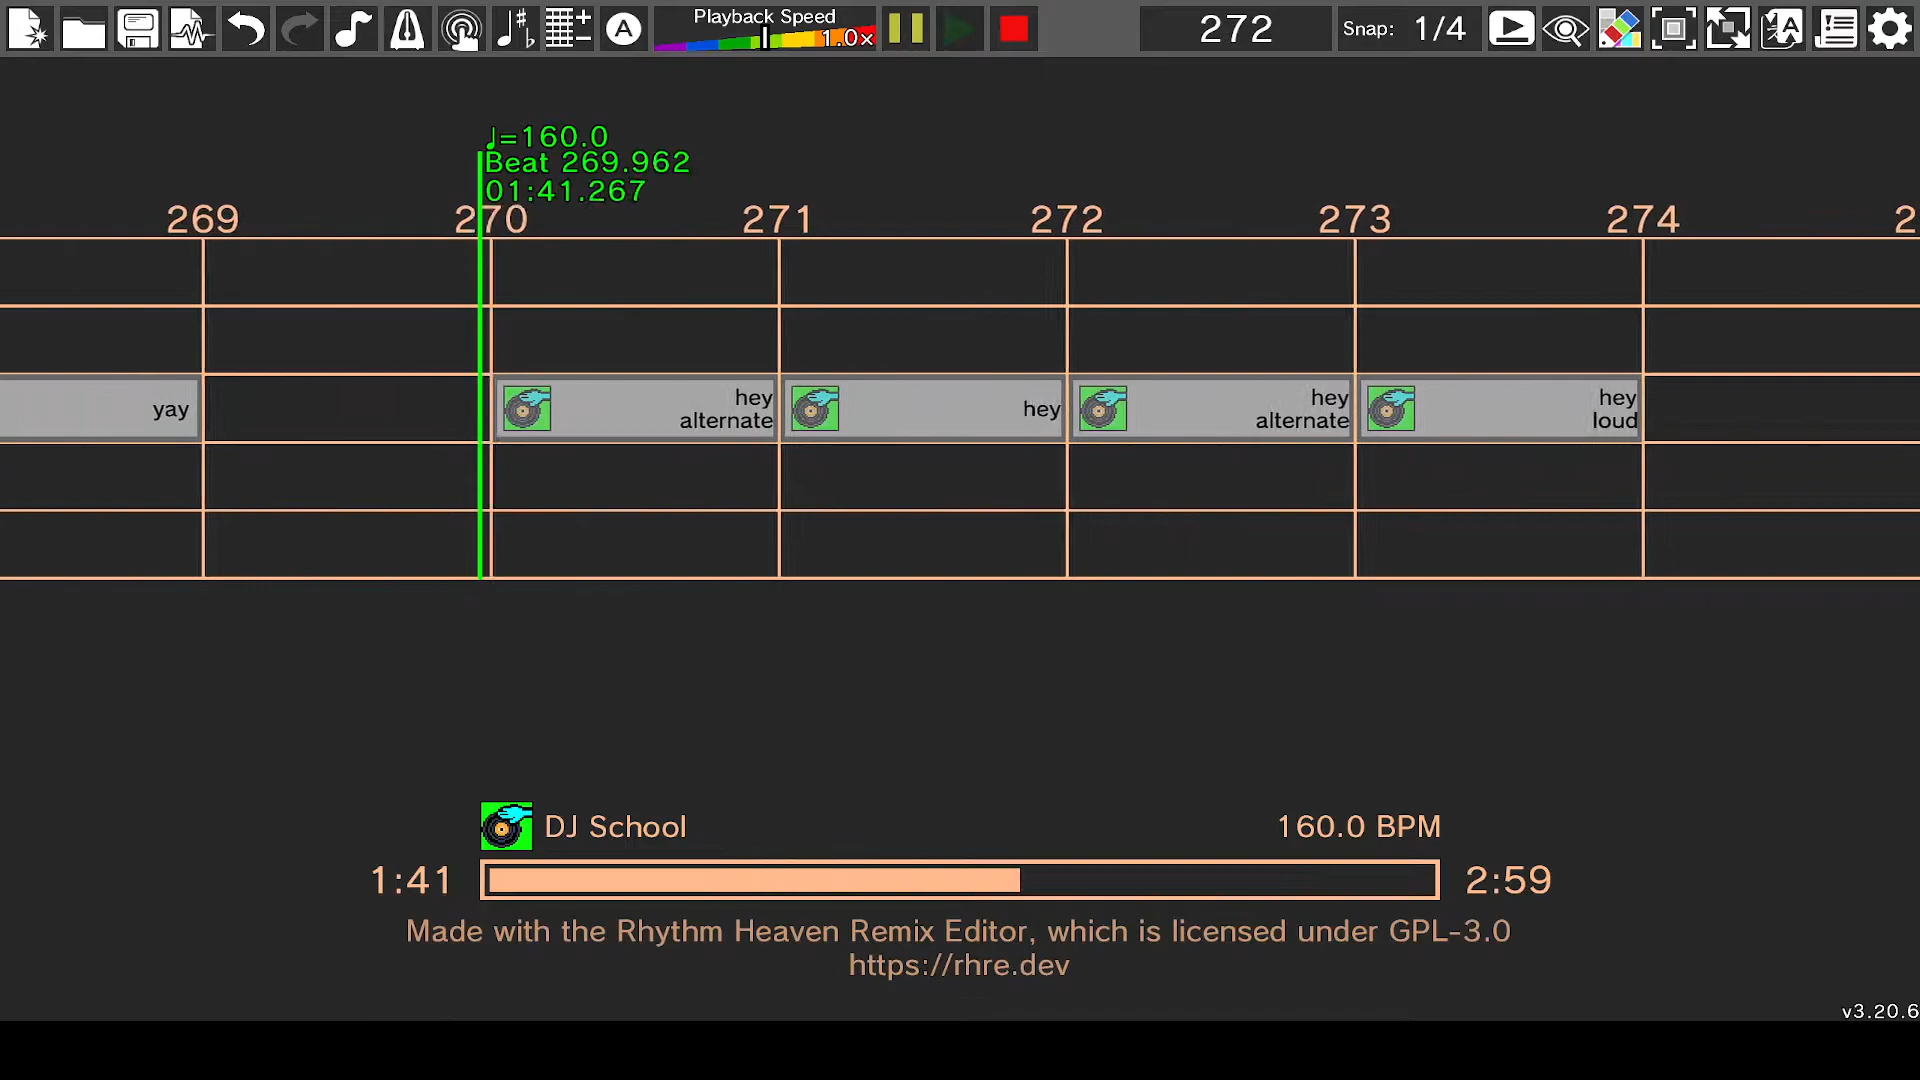 Playback Speed
1.0x
272
Snap: 1/4
A
♩=160.0
Beat 269.962
01:41.267
269 270 271 272 273 274 2
yay
hey alternate
hey
hey alternate
hey loud
DJ School
160.0 BPM
1:41
2:59
Made with the Rhythm Heaven Remix Editor, which is licensed under GPL-3.0
https://rhre.dev
v3.20.6